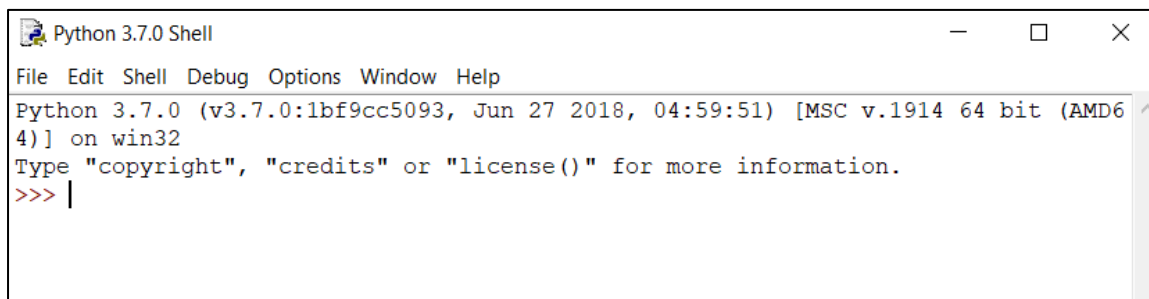 Python 3.7.0 Shell
File Edit Shell Debug Options Window Help
Python 3.7.0 (v3.7.0:1bf9cc5093, Jun 27 2018, 04:59:51) [MSC v.1914 64 bit (AMD6
4)] on win32
Type "copyright", "credits" or "license()" for more information.
>>>